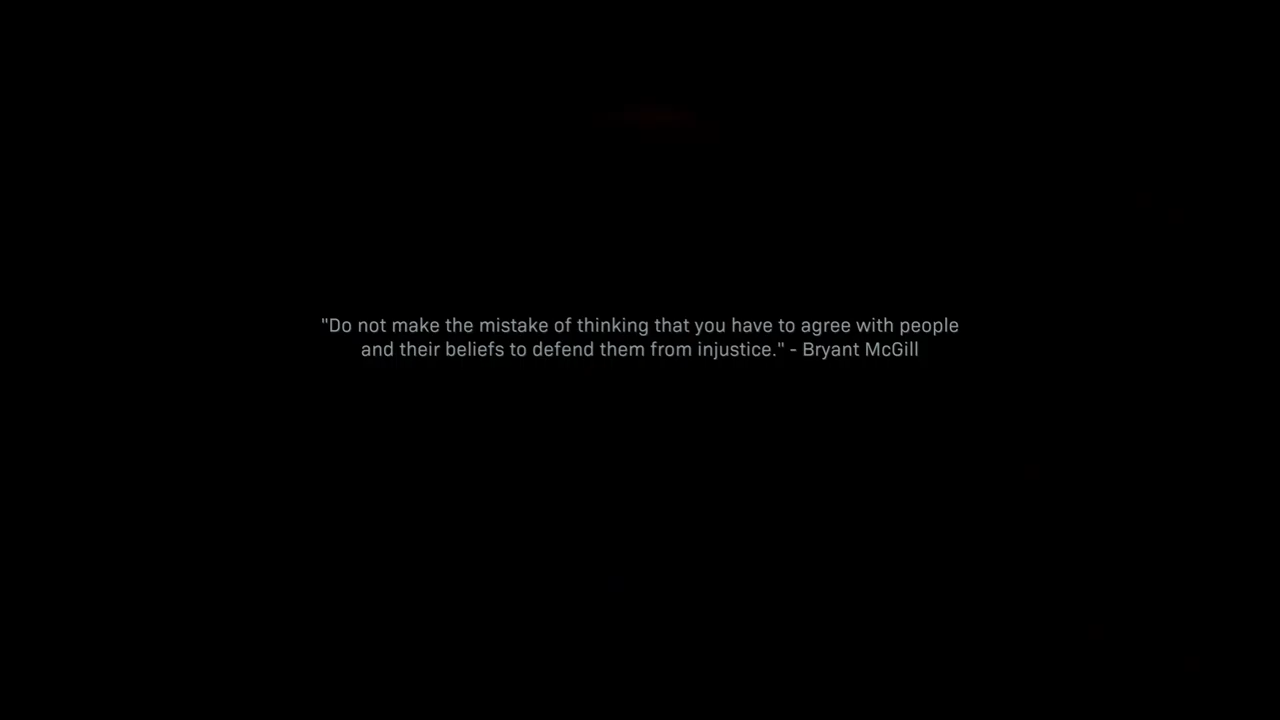 "Do not make the mistake of thinking that you have to agree with people
and their beliefs to defend them from injustice." - Bryant McGill